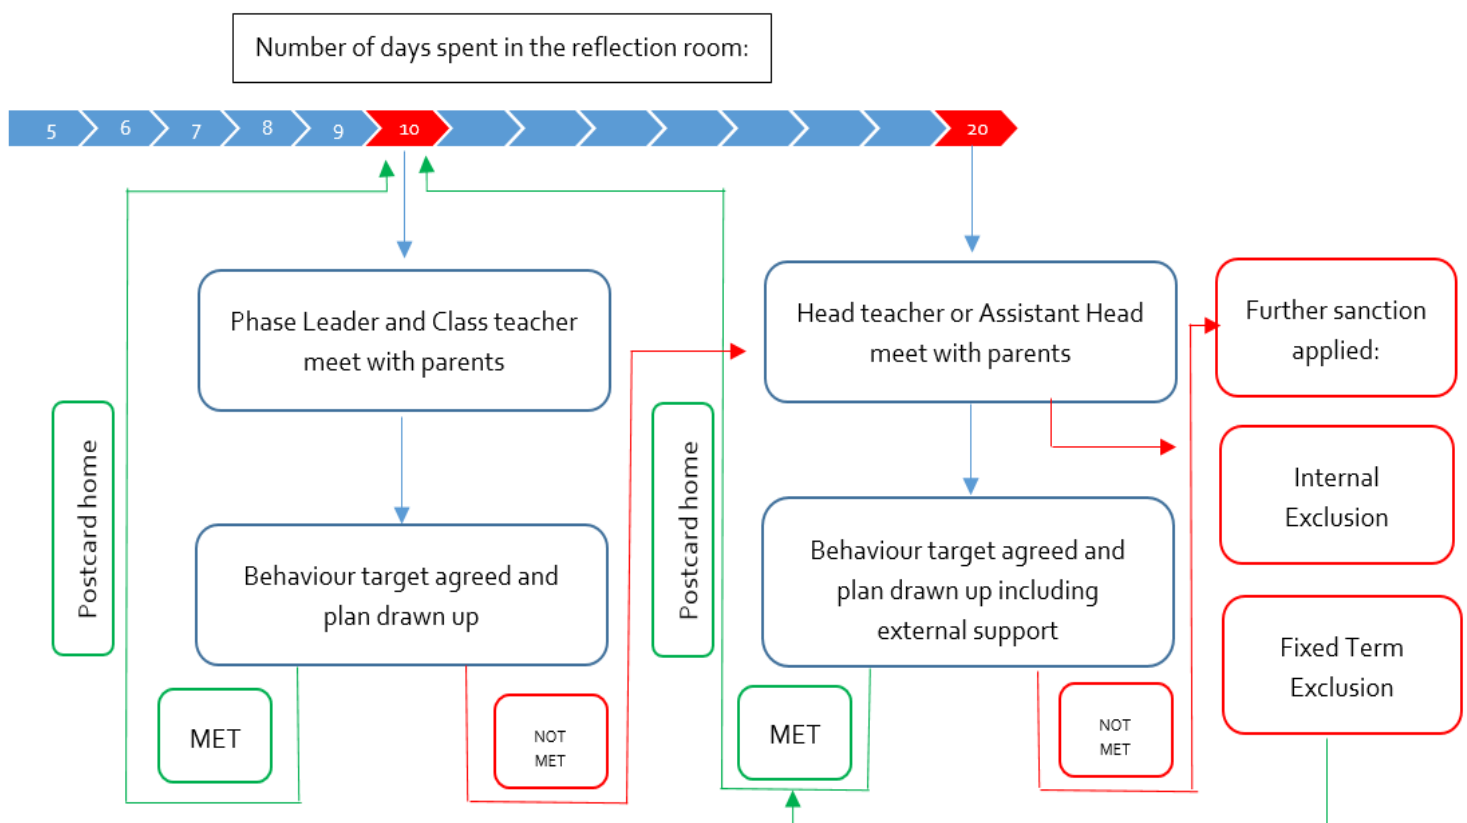 Number of days spent in the reflection room:
5 6 7 8 9 10 20
Phase Leader and Class teacher
meet with parents
Head teacher or Assistant Head
meet with parents
Further sanction
applied:
Postcard home
Postcard home
Internal
Exclusion
Behaviour target agreed and
plan drawn up
Behaviour target agreed and
plan drawn up including
external support
Fixed Term
Exclusion
MET
NOT
MET
MET
NOT
MET